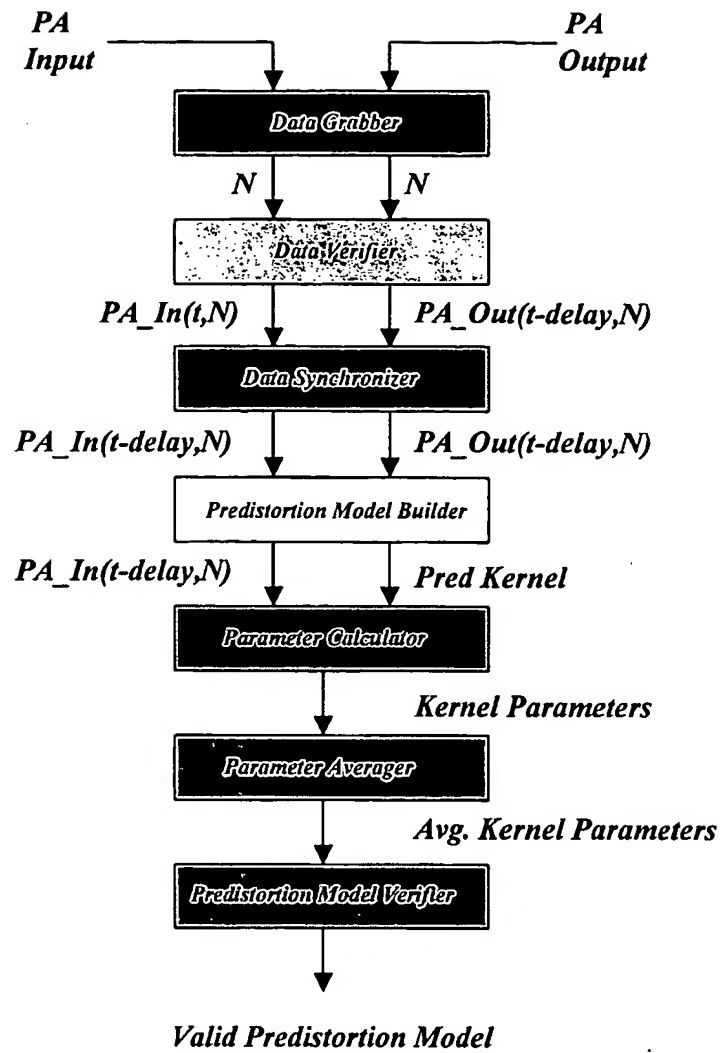 PA
Input
PA
Output
Data Grabber
N
N
Data Verifier
PA_In(t,N)
PA_Out(t-delay,N)
Data Synchronizer
PA_In(t-delay,N)
PA_Out(t-delay,N)
Predistortion Model Builder
PA_In(t-delay,N)
Pred Kernel
Parameter Calculator
Kernel Parameters
Parameter Averager
Avg. Kernel Parameters
Predistortion Model Verifier
Valid Predistortion Model